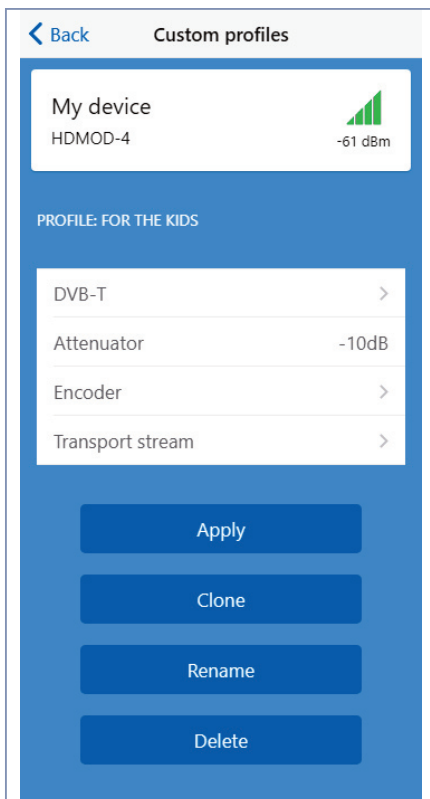 Back Custom profiles
My device
HDMOD-4
-61 dBm
PROFILE: FOR THE KIDS
DVB-T
Attenuator -10dB
Encoder
Transport stream
Apply
Clone
Rename
Delete